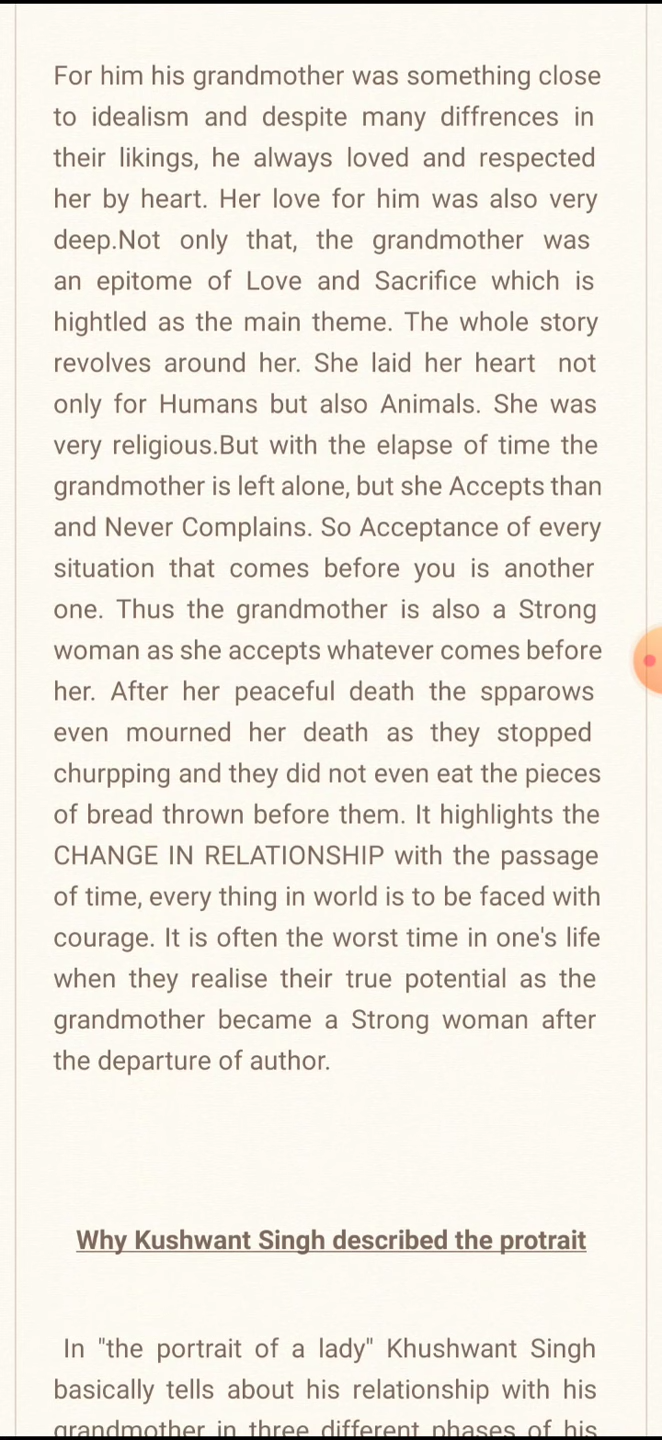 For him his grandmother was something close
to idealism and despite many diffrences in
their likings, he always loved and respected
her by heart. Her love for him was also very
deep.Not only that, the grandmother was
an epitome of Love and Sacrifice which is
hightled as the main theme. The whole story
revolves around her. She laid her heart not
only for Humans but also Animals. She was
very religious.But with the elapse of time the
grandmother is left alone, but she Accepts than
and Never Complains. So Acceptance of every
situation that comes before you is another
one. Thus the grandmother is also a Strong
woman as she accepts whatever comes before
her. After her peaceful death the spparows
even mourned her death as they stopped
churpping and they did not even eat the pieces
of bread thrown before them. It highlights the
CHANGE IN RELATIONSHIP with the passage
of time, every thing in world is to be faced with
courage. It is often the worst time in one's life
when they realise their true potential as the
grandmother became a Strong woman after
the departure of author.
Why Kushwant Singh described the protrait
In "the portrait of a lady" Khushwant Singh
basically tells about his relationship with his
grandmother in three different phases of his